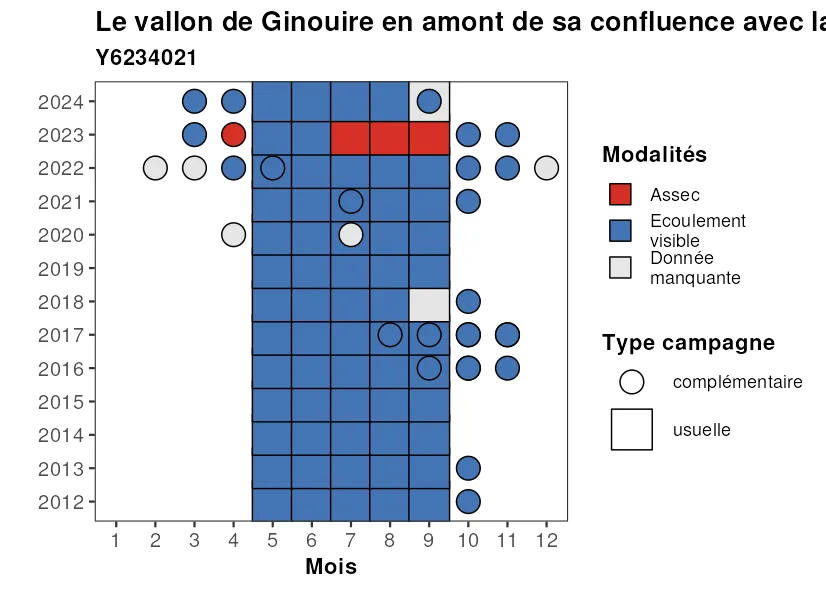 Le vallon de Ginouire en amont de sa confluence avec la
Y6234021
2024
2023
2022
2021
2020
2019
2018
2017
2016
2015
2014
2013
2012
1 2 3 4 5 6 7 8 9 10 11 12
Mois
Modalités
Assec
Ecoulement
visible
Donnée
manquante
Type campagne
complémentaire
usuelle